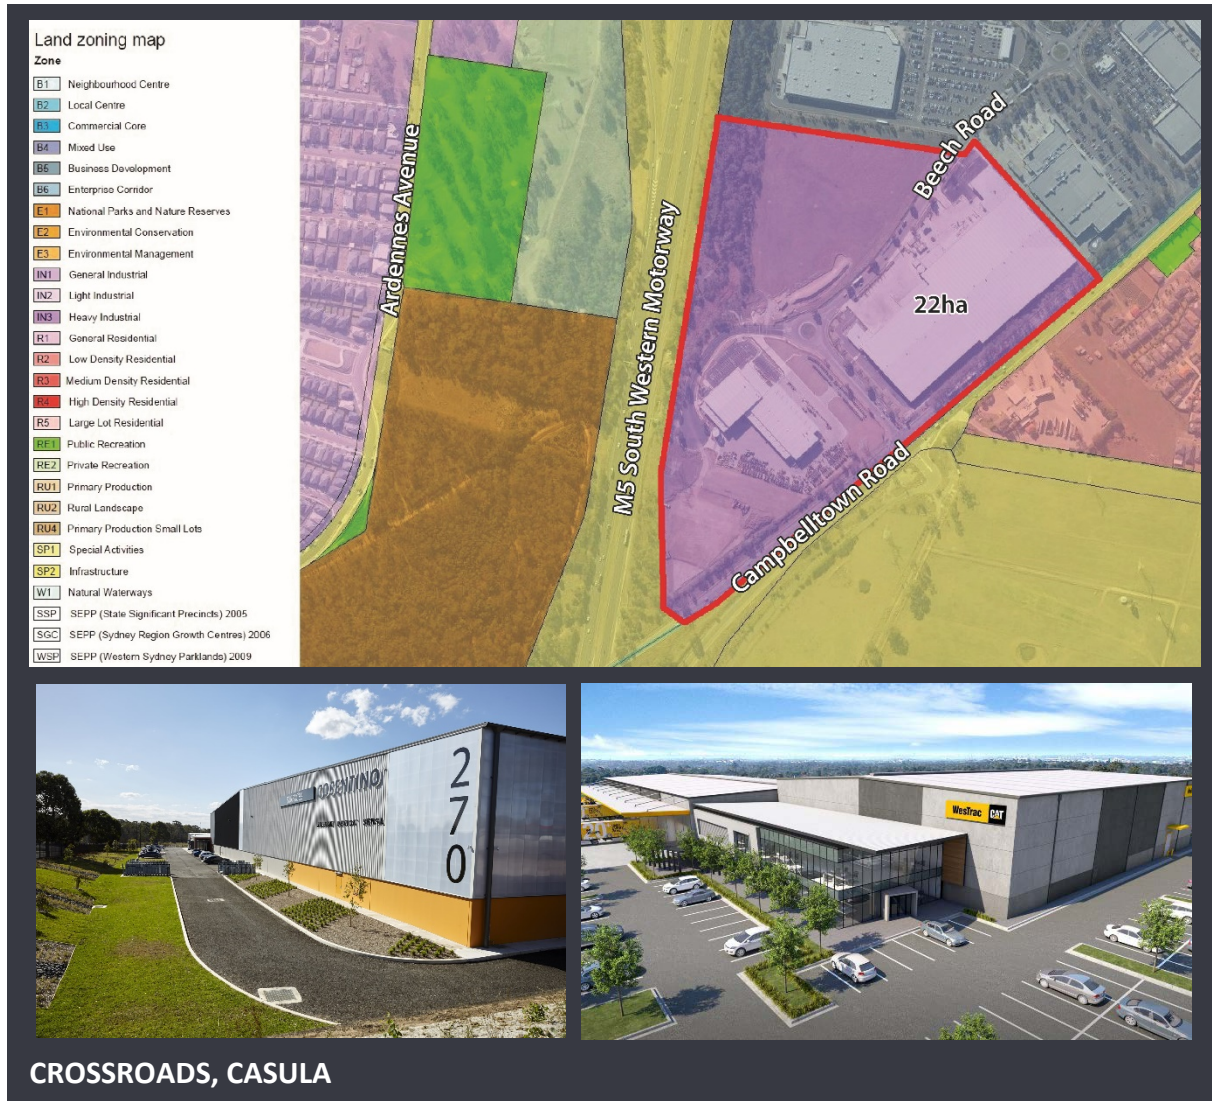 Land zoning map
Zone
B1 Neighbourhood Centre
B2 Local Centre
B3 Commercial Core
B4 Mixed Use
B5 Business Development
B6 Enterprise Corridor
E1 National Parks and Nature Reserves
E2 Environmental Conservation
E3 Environmental Management
IN1 General Industrial
IN2 Light Industrial
IN3 Heavy Industrial
R1 General Residential
R2 Low Density Residential
R3 Medium Density Residential
R4 High Density Residential
R5 Large Lot Residential
RE1 Public Recreation
RE2 Private Recreation
RU1 Primary Production
RU2 Rural Landscape
RU4 Primary Production Small Lots
SP1 Special Activities
SP2 Infrastructure
W1 Natural Waterways
SSP SEPP (State Significant Precincts) 2005
SGC SEPP (Sydney Region Growth Centres) 2006
WSP SEPP (Western Sydney Parklands) 2009
Ardennes Avenue
M5 South Western Motorway
Beech Road
22ha
Campbelltown Road
COSENTINO
270
WesTrac CAT
CROSSROADS, CASULA